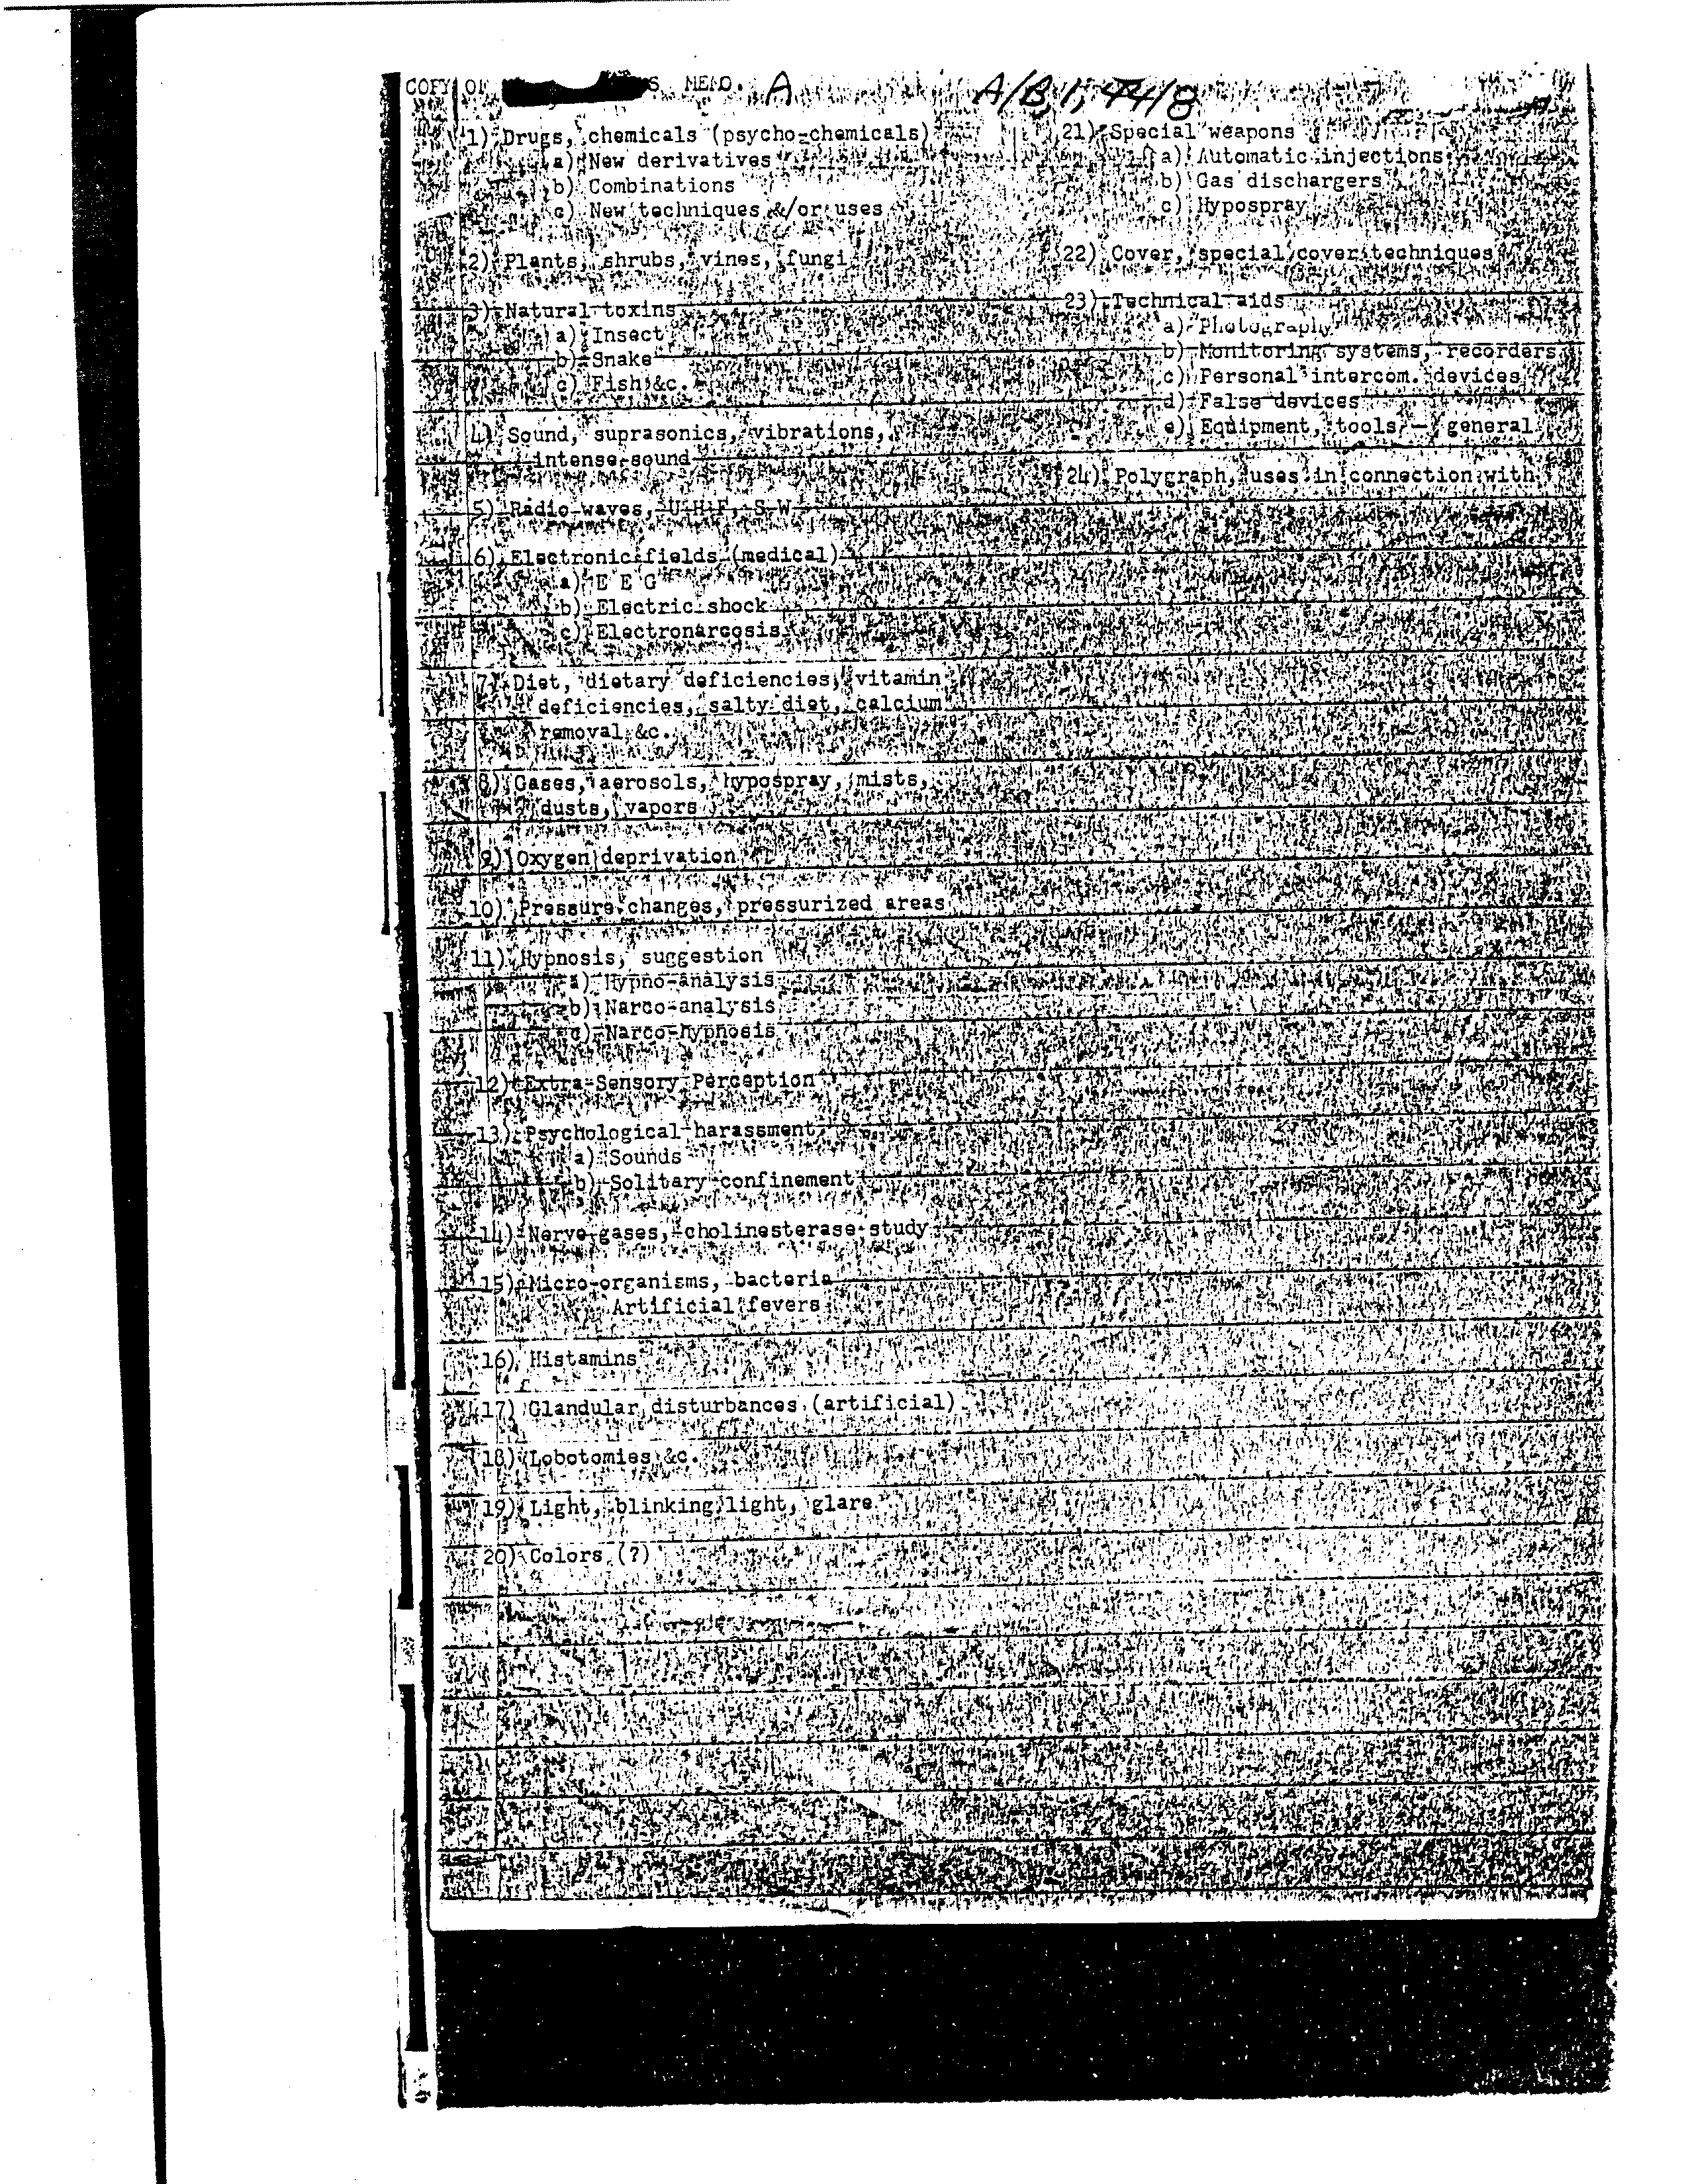 COPY OF S. MEMO. A A/B, 1, 44/8
1) Drugs, chemicals (psycho-chemicals)
a) New derivatives
b) Combinations
c) New techniques &/or uses
2) Plants, shrubs, vines, fungi
3) Natural toxins
a) Insect
b) Snake
c) Fish &c.
4) Sound, suprasonics, vibrations,
intense sound
5) Radio waves, U H F, S W
6) Electronic fields (medical)
a) E E G
b) Electric shock
c) Electronarcosis
7) Diet, dietary deficiencies, vitamin
deficiencies, salty diet, calcium
removal &c.
8) Gases, aerosols, hypospray, mists,
dusts, vapors
9) Oxygen deprivation
10) Pressure changes, pressurized areas
11) Hypnosis, suggestion
a) Hypno-analysis
b) Narco-analysis
c) Narco-hypnosis
12) Extra-Sensory Perception
13) Psychological harassment
a) Sounds
b) Solitary confinement
14) Nerve gases, cholinesterase study
15) Micro-organisms, bacteria
Artificial fevers
16) Histamins
17) Glandular disturbances (artificial)
18) Lobotomies &c.
19) Light, blinking light, glare
20) Colors (?)
21) Special weapons
a) Automatic injections
b) Gas dischargers
c) Hypospray
22) Cover, special cover techniques
23) Technical aids
a) Photography
b) Monitoring systems, recorders
c) Personal intercom. devices
d) False devices
e) Equipment, tools, — general
24) Polygraph, uses in connection with